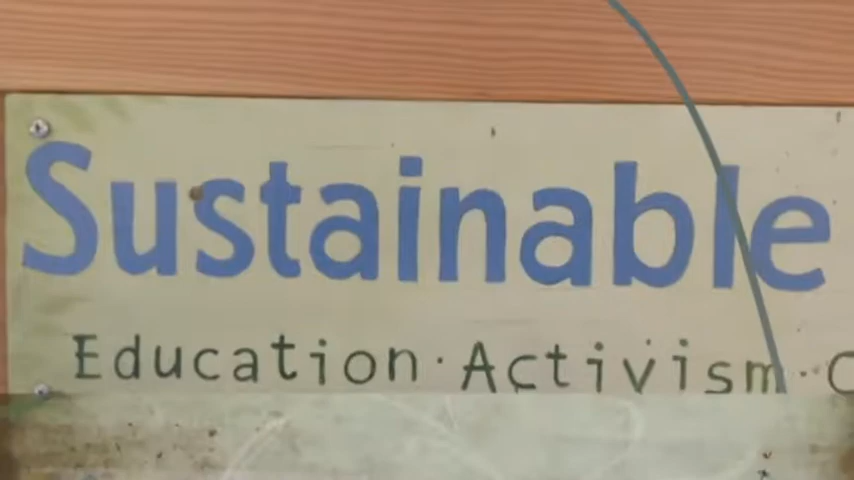 Sustainable
Education · Activism ·